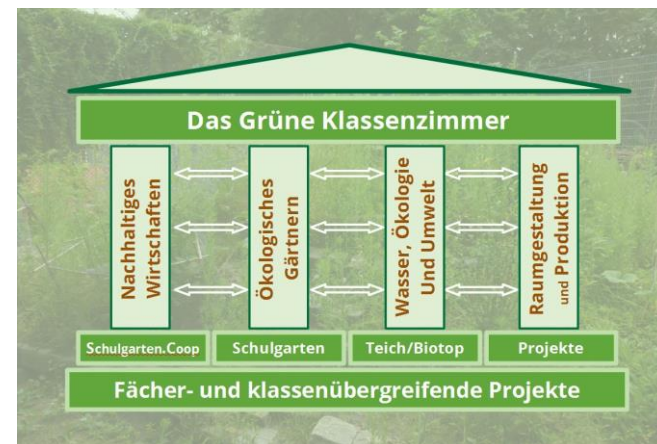 Das Grüne Klassenzimmer
Nachhaltiges
Wirtschaften
Ökologisches
Gärtnern
Wasser, Ökologie
Und Umwelt
Raumgestaltung
und Produktion
Schulgarten.Coop
Schulgarten
Teich/Biotop
Projekte
Fächer- und klassenübergreifende Projekte